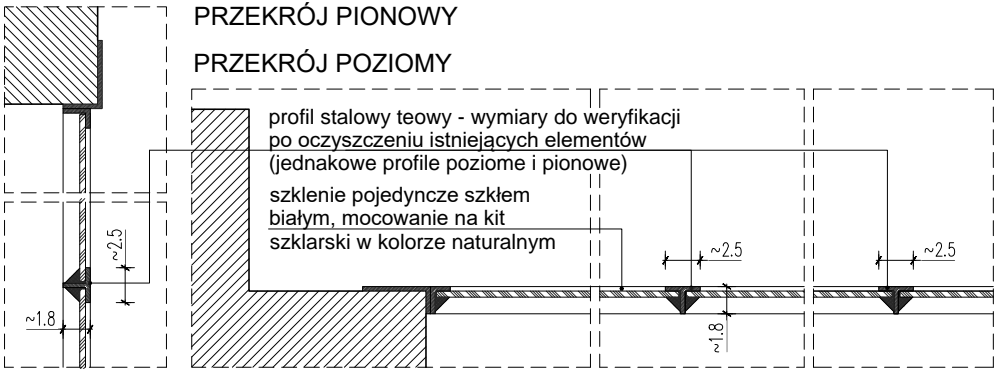 PRZEKRÓJ PIONOWY
PRZEKRÓJ POZIOMY
profil stalowy teowy - wymiary do weryfikacji
po oczyszczeniu istniejących elementów
(jednakowe profile poziome i pionowe)
szklenie pojedyncze szkłem
białym, mocowanie na kit
szklarski w kolorze naturalnym
~2.5
~1.8
~2.5
~2.5
~1.8